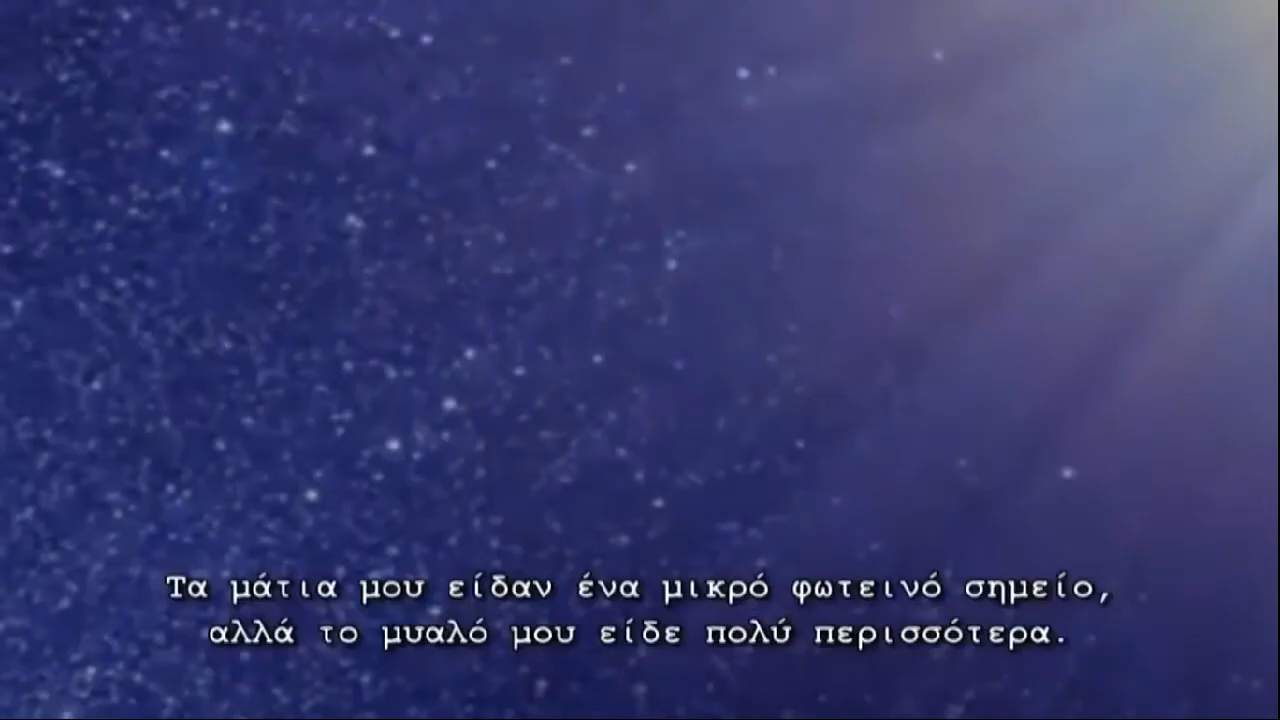 Τα μάτια μου είδαν ένα μικρό φωτεινό σημείο,
αλλά το μυαλό μου είδε πολύ περισσότερα.